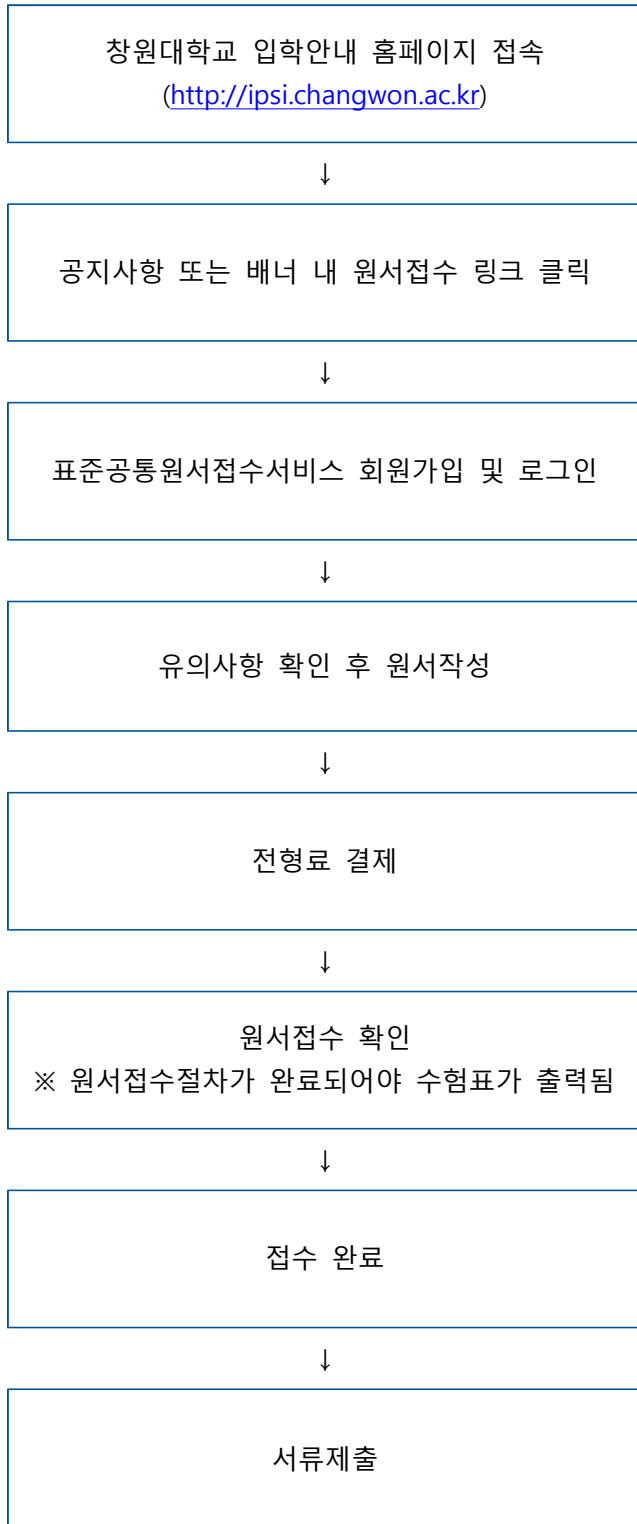 창원대학교 입학안내 홈페이지 접속
(http://ipsi.changwon.ac.kr)
↓
공지사항 또는 배너 내 원서접수 링크 클릭
↓
표준공통원서접수서비스 회원가입 및 로그인
↓
유의사항 확인 후 원서작성
↓
전형료 결제
↓
원서접수 확인
※ 원서접수절차가 완료되어야 수험표가 출력됨
↓
접수 완료
↓
서류제출